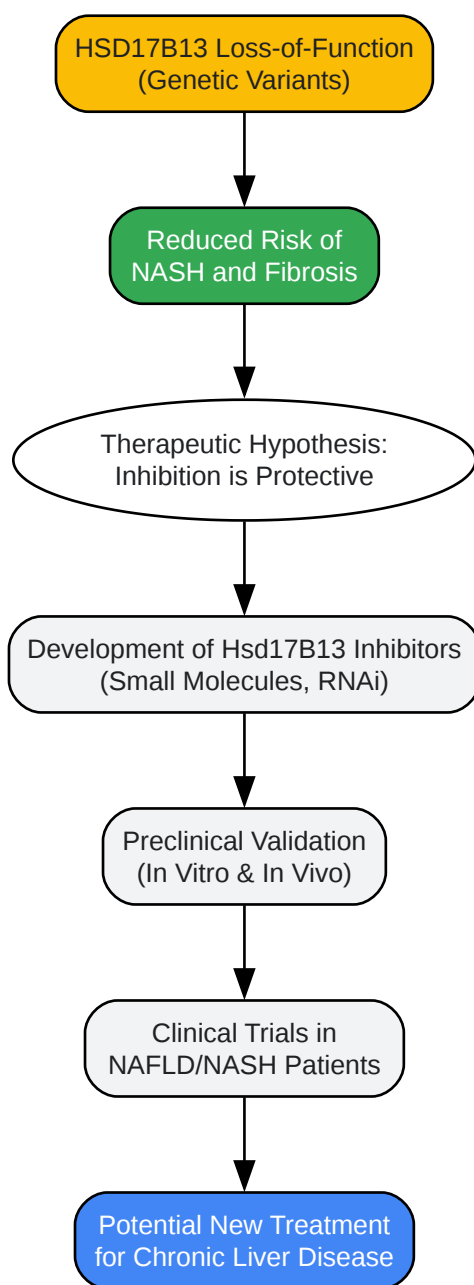 HSD17B13 Loss-of-Function
(Genetic Variants)
Reduced Risk of
NASH and Fibrosis
Therapeutic Hypothesis:
Inhibition is Protective
Development of Hsd17B13 Inhibitors
(Small Molecules, RNAi)
Preclinical Validation
(In Vitro & In Vivo)
Clinical Trials in
NAFLD/NASH Patients
Potential New Treatment
for Chronic Liver Disease